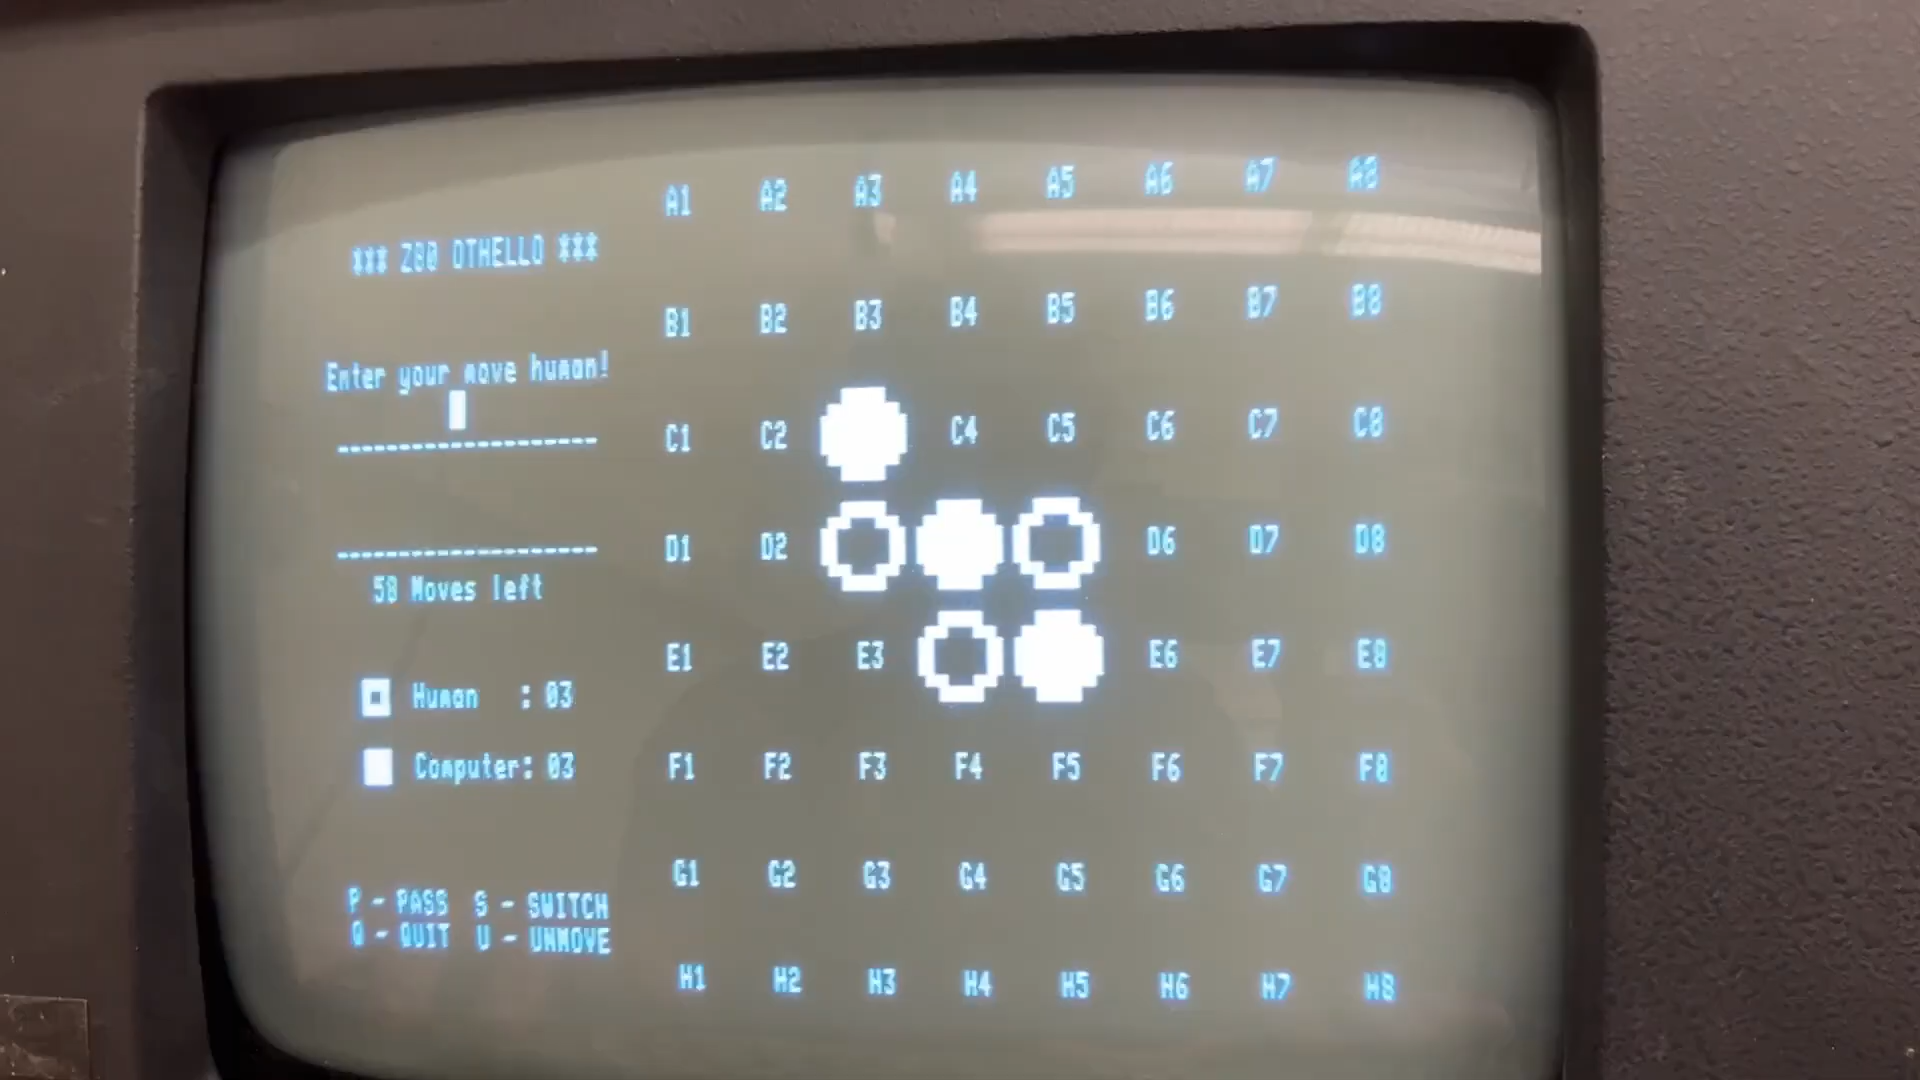 *** Z80 OTHELLO ***
Enter your move human!
--------------------
--------------------
58 Moves left
Human : 03
Computer: 03
P - PASS S - SWITCH
Q - QUIT U - UNMOVE
A1 A2 A3 A4 A5 A6 A7 A8
B1 B2 B3 B4 B5 B6 B7 B8
C1 C2 C4 C5 C6 C7 C8
D1 D2 D6 D7 D8
E1 E2 E3 E6 E7 E8
F1 F2 F3 F4 F5 F6 F7 F8
G1 G2 G3 G4 G5 G6 G7 G8
H1 H2 H3 H4 H5 H6 H7 H8